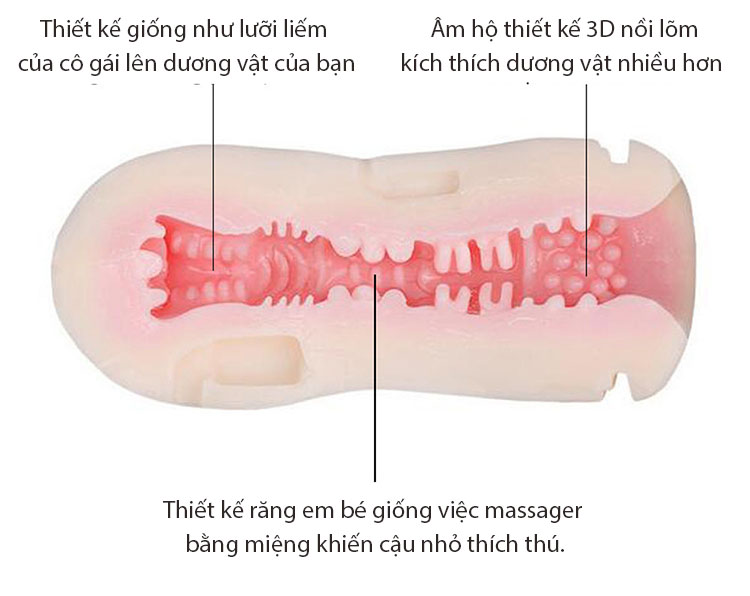 Thiết kế giống như lưỡi liếm
của cô gái lên dương vật của bạn
Âm hộ thiết kế 3D nồi lõm
kích thích dương vật nhiều hơn
Thiết kế răng em bé giống việc massager
bằng miệng khiến cậu nhỏ thích thú.